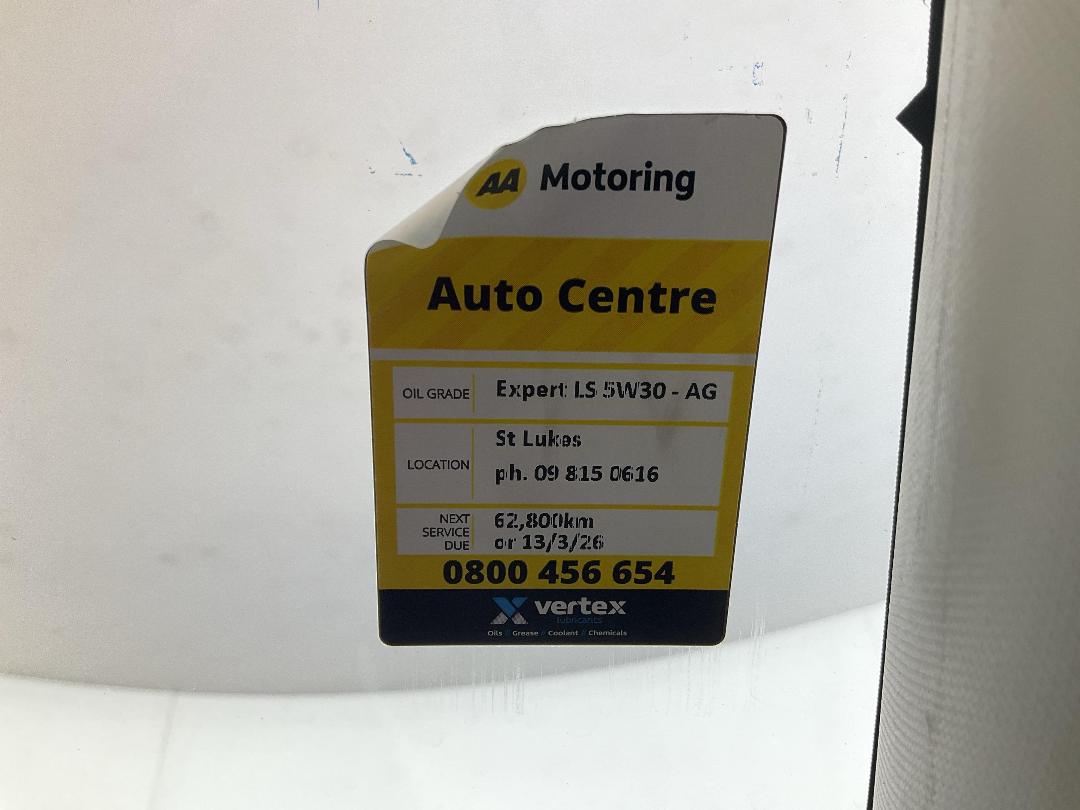 AA Motoring
Auto Centre
OIL GRADE Expert LS 5W30 - AG
LOCATION St Lukes
ph. 09 815 0616
NEXT SERVICE DUE 62,800km
or 13/3/26
0800 456 654
vertex
lubricants
Oils / Grease / Coolant / Chemicals